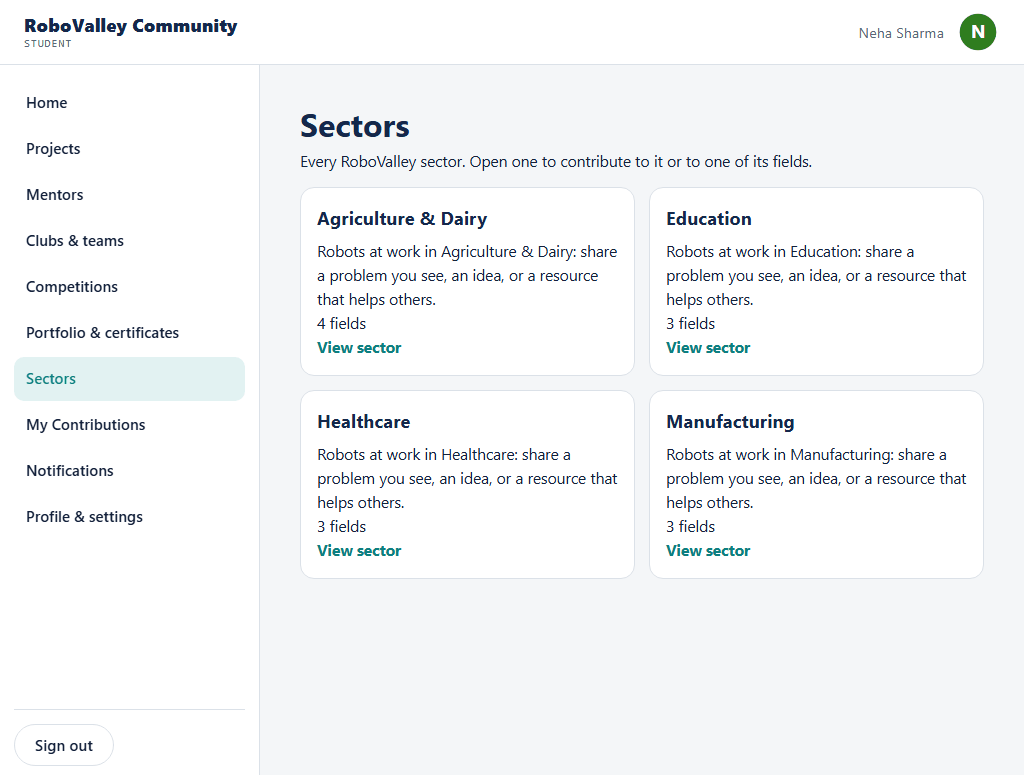 RoboValley Community
STUDENT
Neha Sharma
N
Home
Projects
Mentors
Clubs & teams
Competitions
Portfolio & certificates
Sectors
My Contributions
Notifications
Profile & settings
Sign out
Sectors
Every RoboValley sector. Open one to contribute to it or to one of its fields.
Agriculture & Dairy
Robots at work in Agriculture & Dairy: share
a problem you see, an idea, or a resource
that helps others.
4 fields
View sector
Education
Robots at work in Education: share a
problem you see, an idea, or a resource that
helps others.
3 fields
View sector
Healthcare
Robots at work in Healthcare: share a
problem you see, an idea, or a resource that
helps others.
3 fields
View sector
Manufacturing
Robots at work in Manufacturing: share a
problem you see, an idea, or a resource that
helps others.
3 fields
View sector